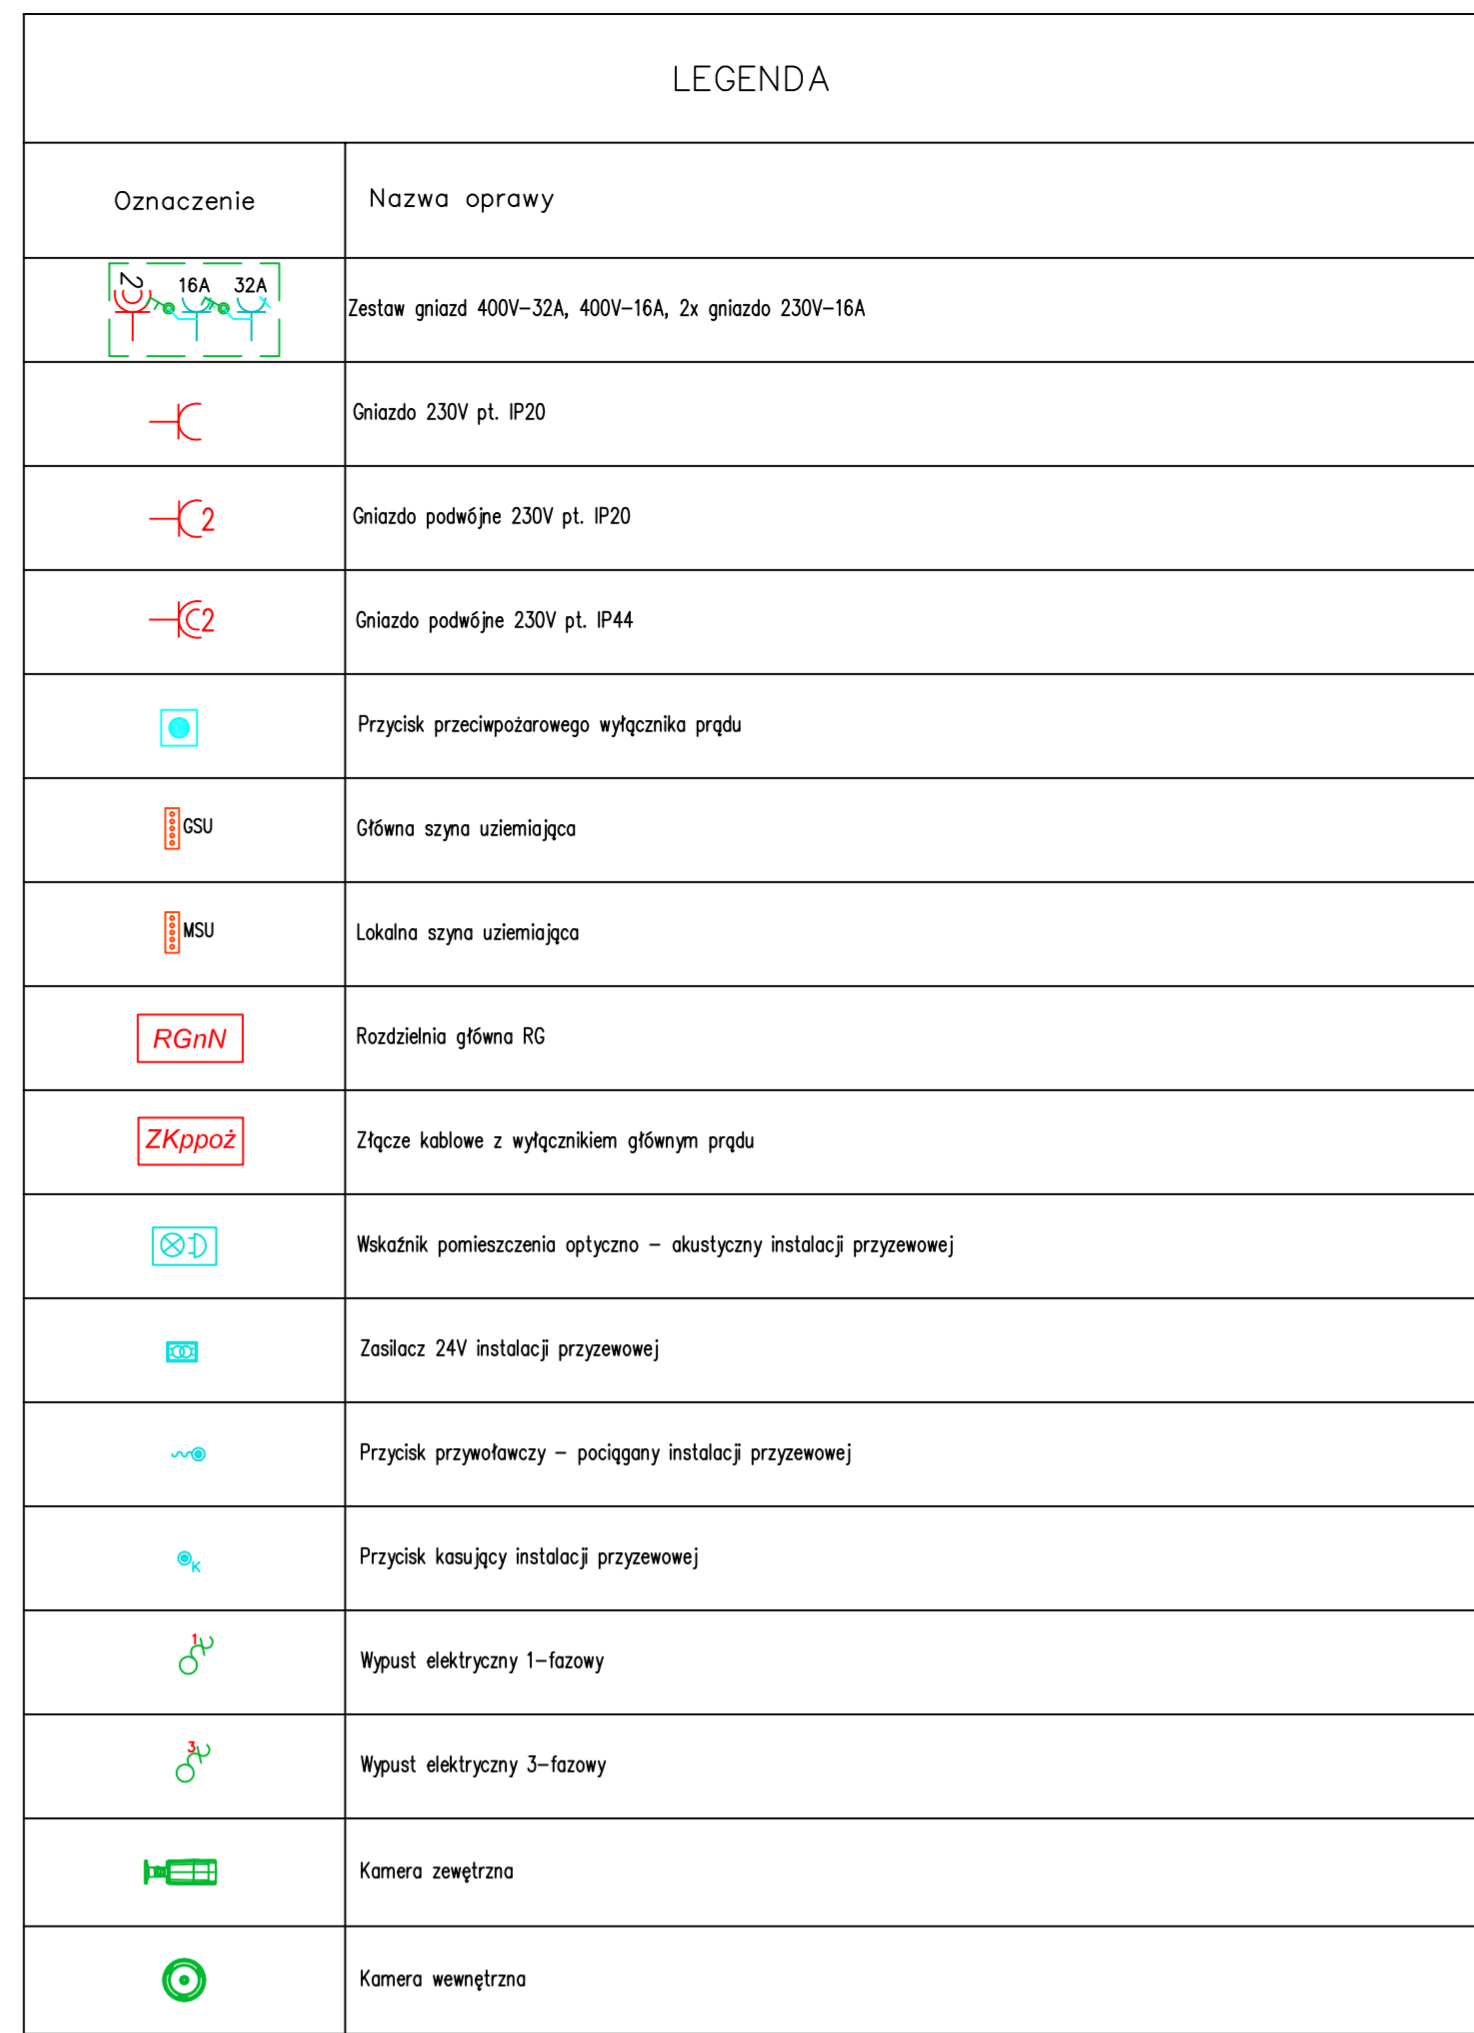 LEGENDA
Oznaczenie Nazwa oprawy
2 16A 32A Zestaw gniazd 400V-32A, 400V-16A, 2x gniazdo 230V-16A
Gniazdo 230V pt. IP20
2 Gniazdo podwójne 230V pt. IP20
2 Gniazdo podwójne 230V pt. IP44
Przycisk przeciwpożarowego wyłącznika prądu
GSU Główna szyna uziemiająca
MSU Lokalna szyna uziemiająca
RGnN Rozdzielnia główna RG
ZKppoż Złącze kablowe z wyłącznikiem głównym prądu
Wskaźnik pomieszczenia optyczno – akustyczny instalacji przyzewowej
Zasilacz 24V instalacji przyzewowej
Przycisk przywoławczy – pociągany instalacji przyzewowej
K Przycisk kasujący instalacji przyzewowej
1 Wypust elektryczny 1-fazowy
3 Wypust elektryczny 3-fazowy
Kamera zewętrzna
Kamera wewnętrzna